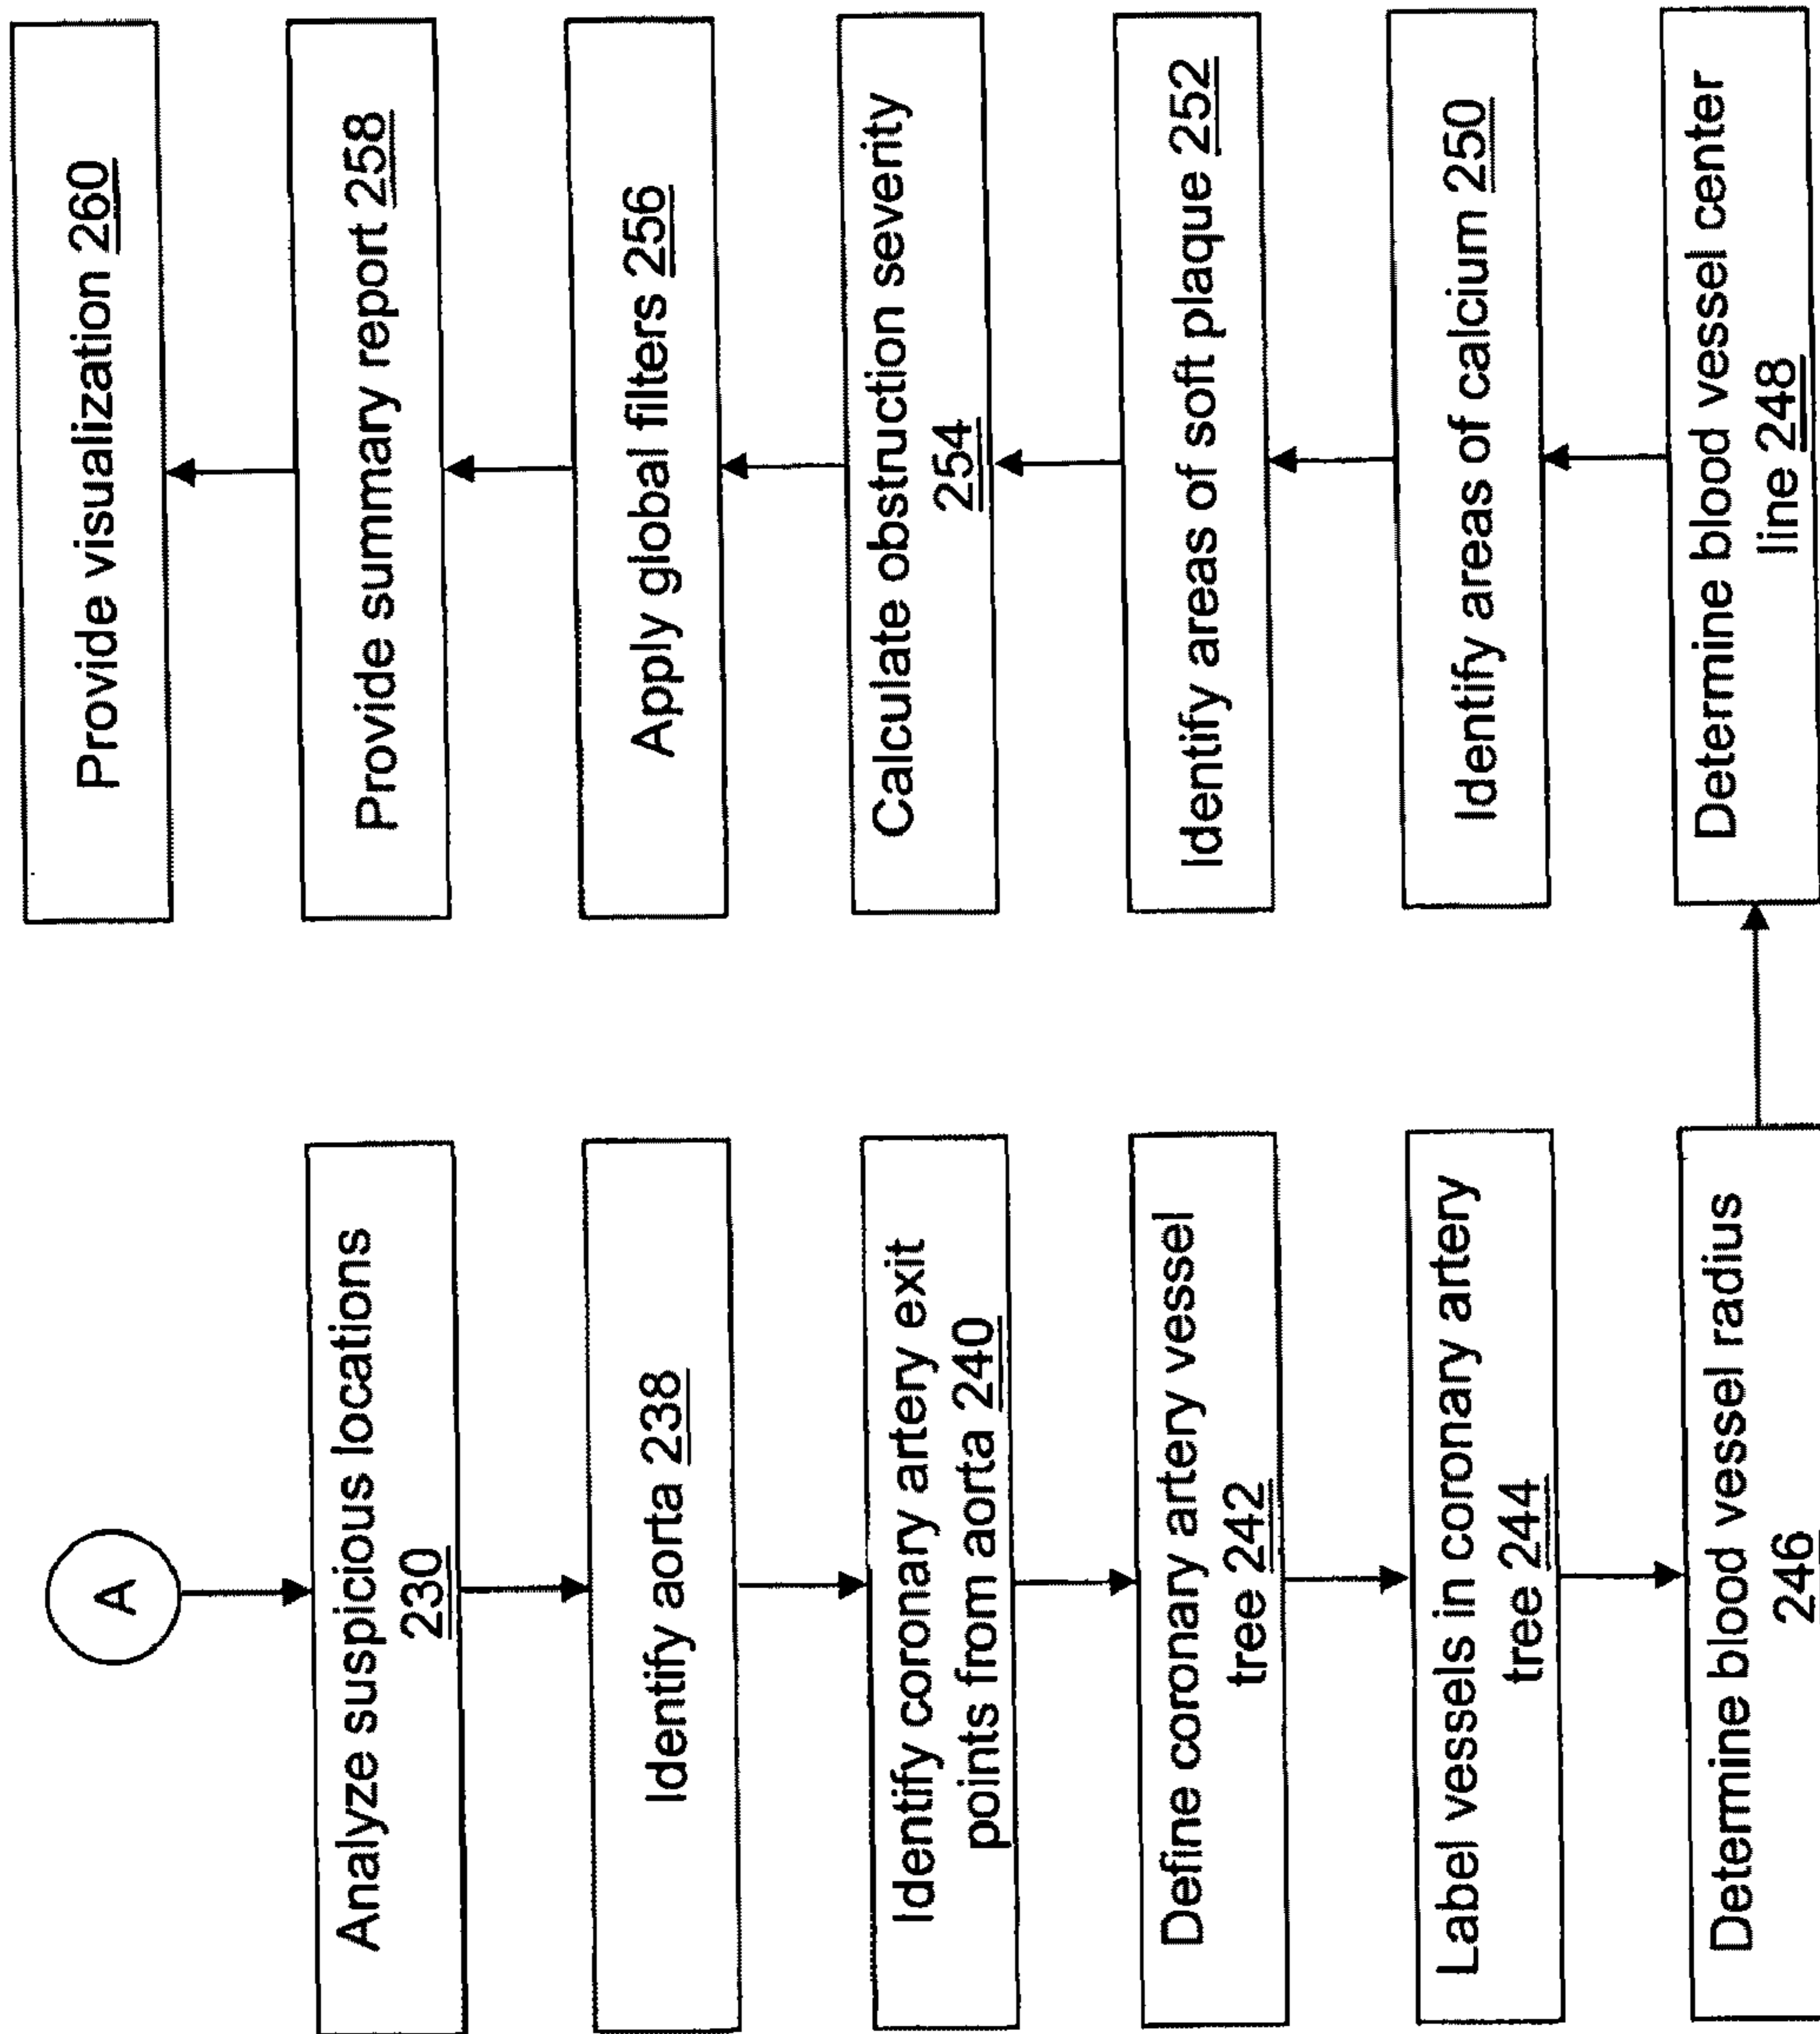 A
Analyze suspicious locations
230
Identify aorta 238
Identify coronary artery exit
points from aorta 240
Define coronary artery vessel
tree 242
Label vessels in coronary artery
tree 244
Determine blood vessel radius
246
Determine blood vessel center
line 248
Identify areas of calcium 250
Identify areas of soft plaque 252
Calculate obstruction severity
254
Apply global filters 256
Provide summary report 258
Provide visualization 260